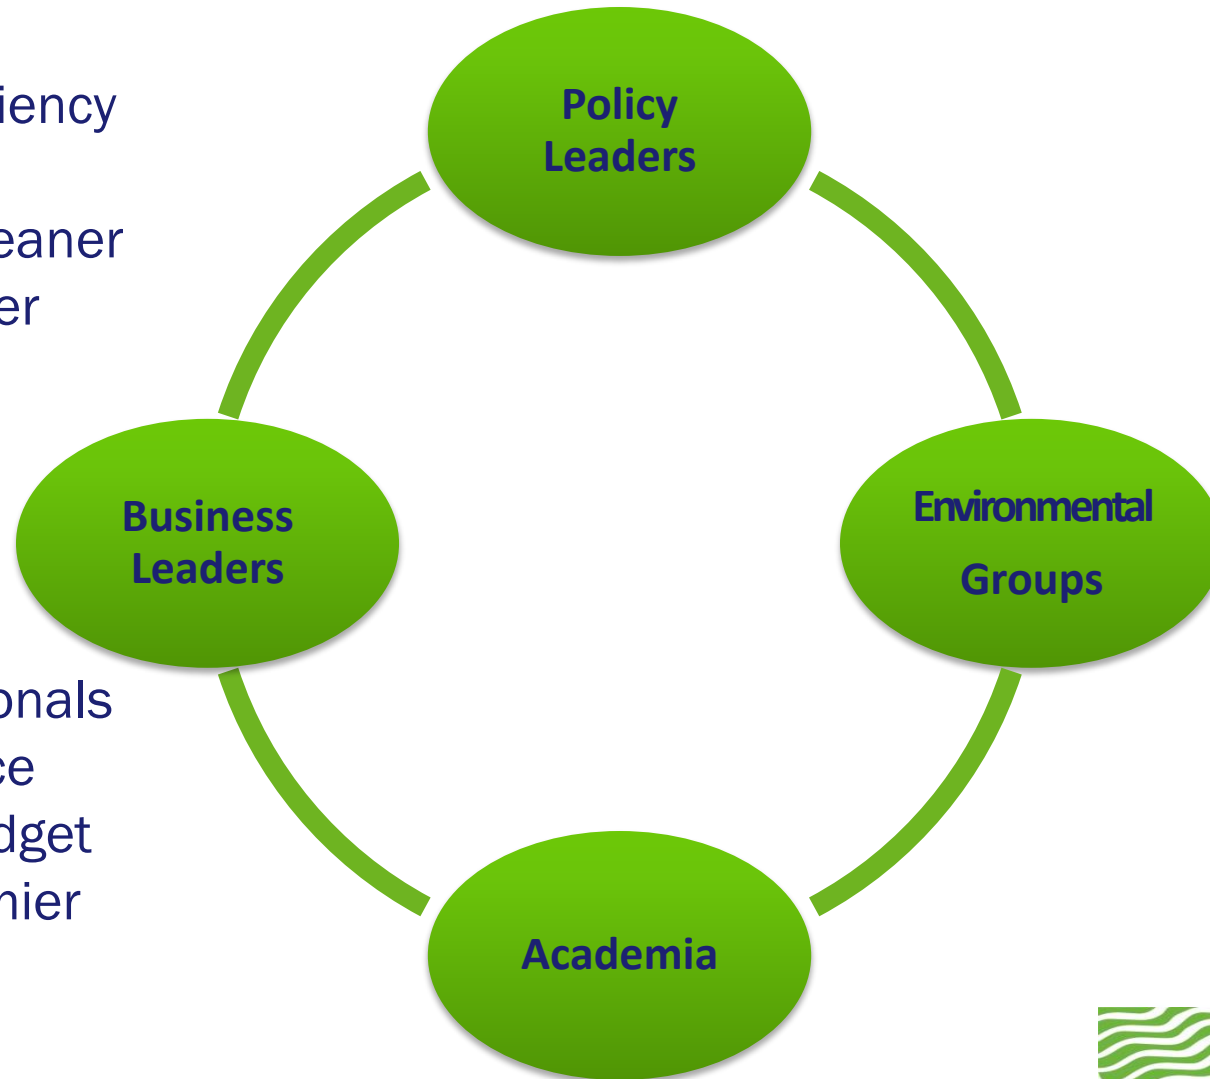 iency
eaner
er
onals
ce
dget
nier
Policy
Leaders
Business
Leaders
Environmental
Groups
Academia